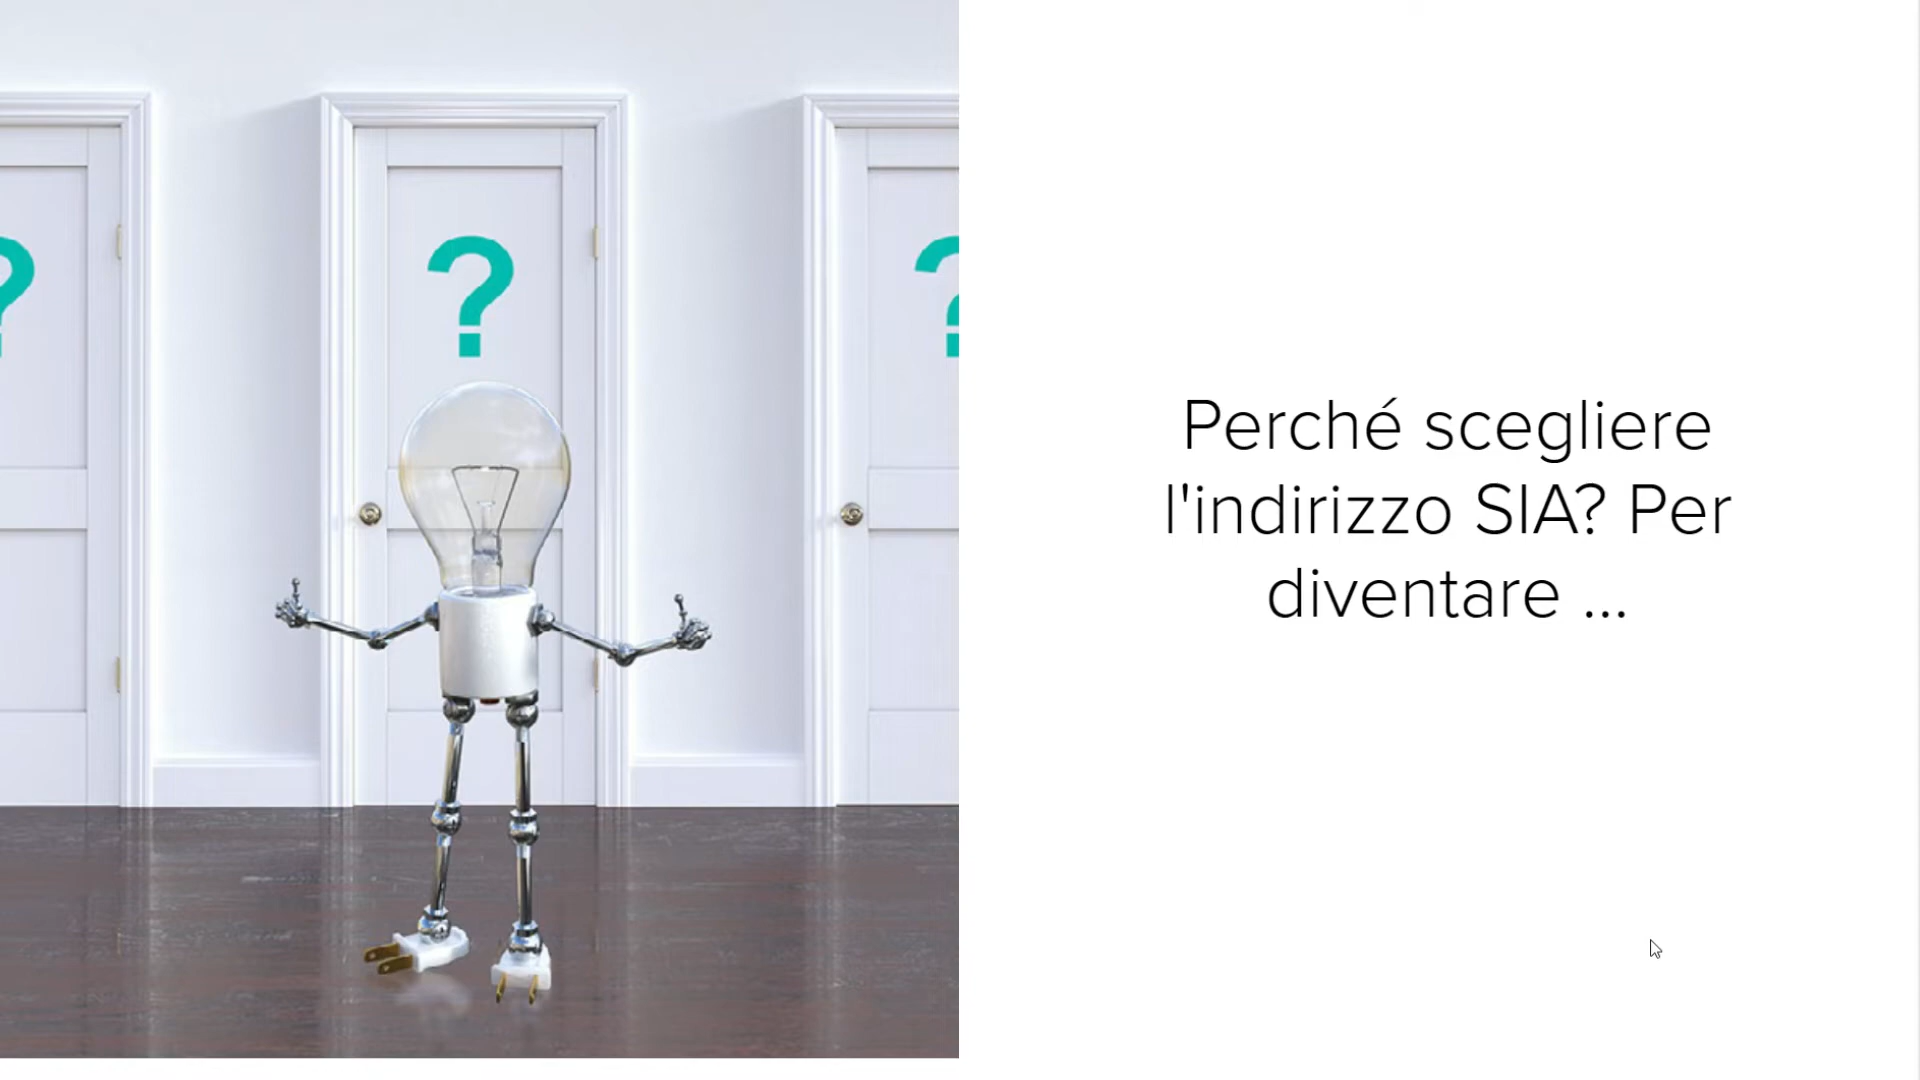 ?
?
?
Perché scegliere
l'indirizzo SIA? Per
diventare ...